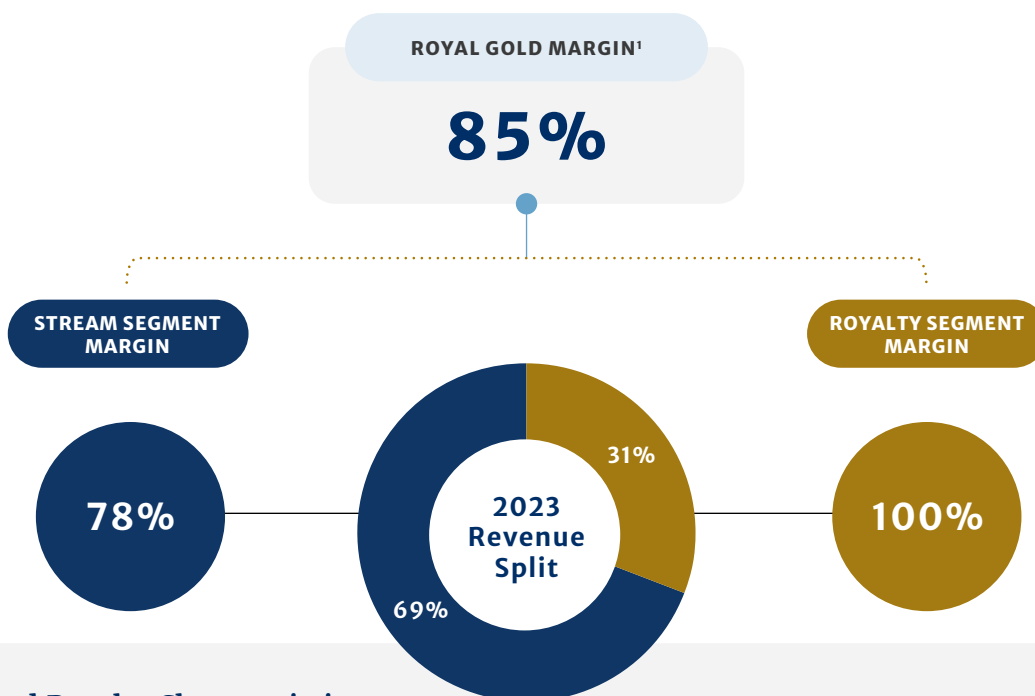 ROYAL GOLD MARGIN¹
85%
STREAM SEGMENT
MARGIN
ROYALTY SEGMENT
MARGIN
78%
31%
2023
Revenue
Split
69%
100%